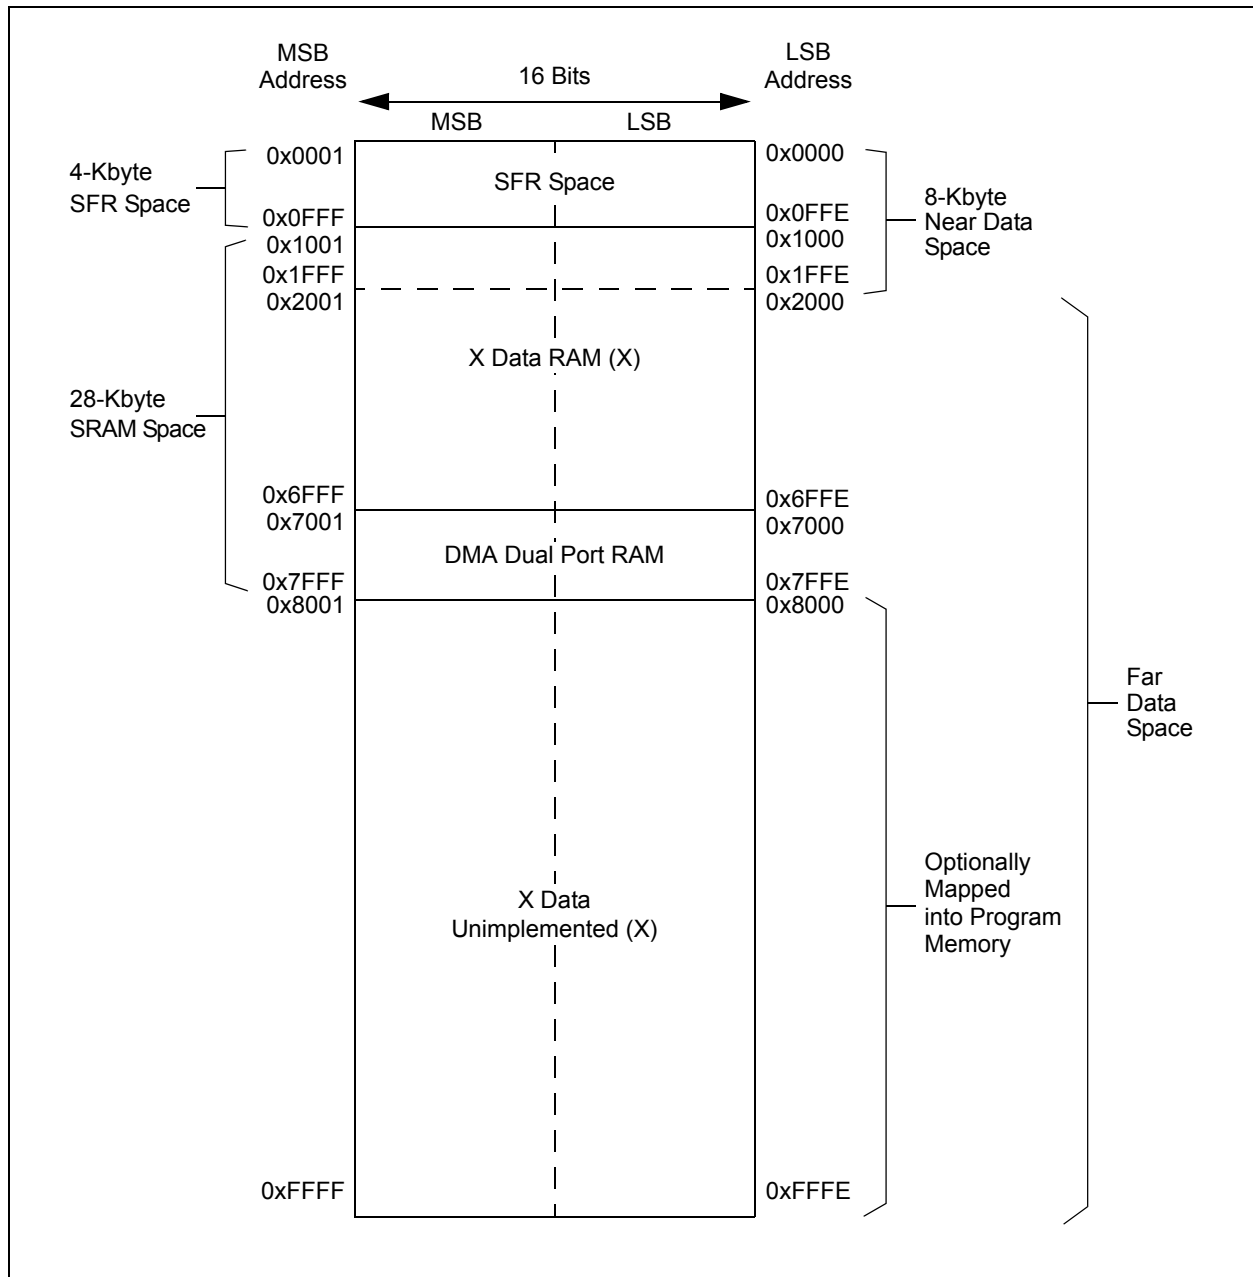 MSB
Address
16 Bits
LSB
Address
MSB
LSB
4-Kbyte
SFR Space
0x0001
0x0FFF
0x1001
0x1FFF
0x2001
SFR Space
0x0000
0x0FFE
0x1000
0x1FFE
0x2000
8-Kbyte
Near Data
Space
28-Kbyte
SRAM Space
X Data RAM (X)
0x6FFF
0x7001
0x6FFE
0x7000
DMA Dual Port RAM
0x7FFF
0x8001
0x7FFE
0x8000
Far
Data
Space
X Data
Unimplemented (X)
Optionally
Mapped
into Program
Memory
0xFFFF
0xFFFE